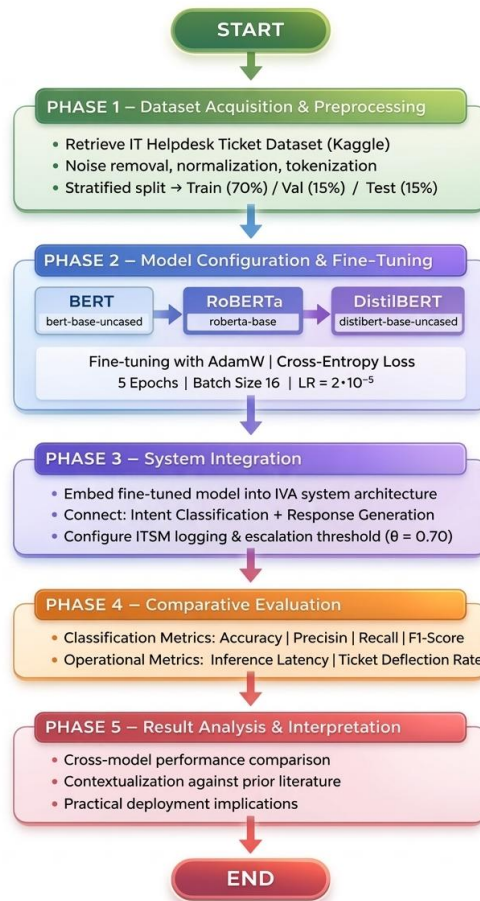 START
PHASE 1 – Dataset Acquisition & Preprocessing
• Retrieve IT Helpdesk Ticket Dataset (Kaggle)
• Noise removal, normalization, tokenization
• Stratified split → Train (70%) / Val (15%) / Test (15%)
PHASE 2 – Model Configuration & Fine-Tuning
BERT
bert-base-uncased
RoBERTa
roberta-base
DistilBERT
distibert-base-uncased
Fine-tuning with AdamW | Cross-Entropy Loss
5 Epochs | Batch Size 16 | LR = 2•10⁻⁵
PHASE 3 – System Integration
• Embed fine-tuned model into IVA system architecture
• Connect: Intent Classification + Response Generation
• Configure ITSM logging & escalation threshold (θ = 0.70)
PHASE 4 – Comparative Evaluation
• Classification Metrics: Accuracy | Precisin | Recall | F1-Score
• Operational Metrics: Inference Latency | Ticket Deflection Rate
PHASE 5 – Result Analysis & Interpretation
• Cross-model performance comparison
• Contextualization against prior literature
• Practical deployment implications
END